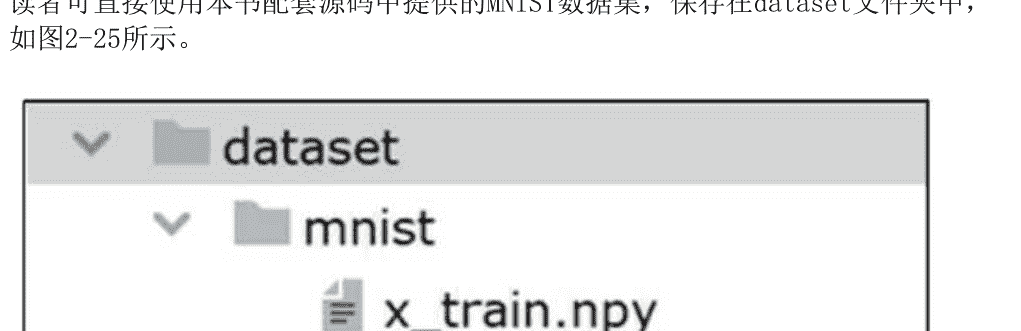 读者可直接使用本书配套源码中提供的MNIST数据集，保存在dataset文件夹中，
如图2-25所示。
dataset
mnist
x_train.npy